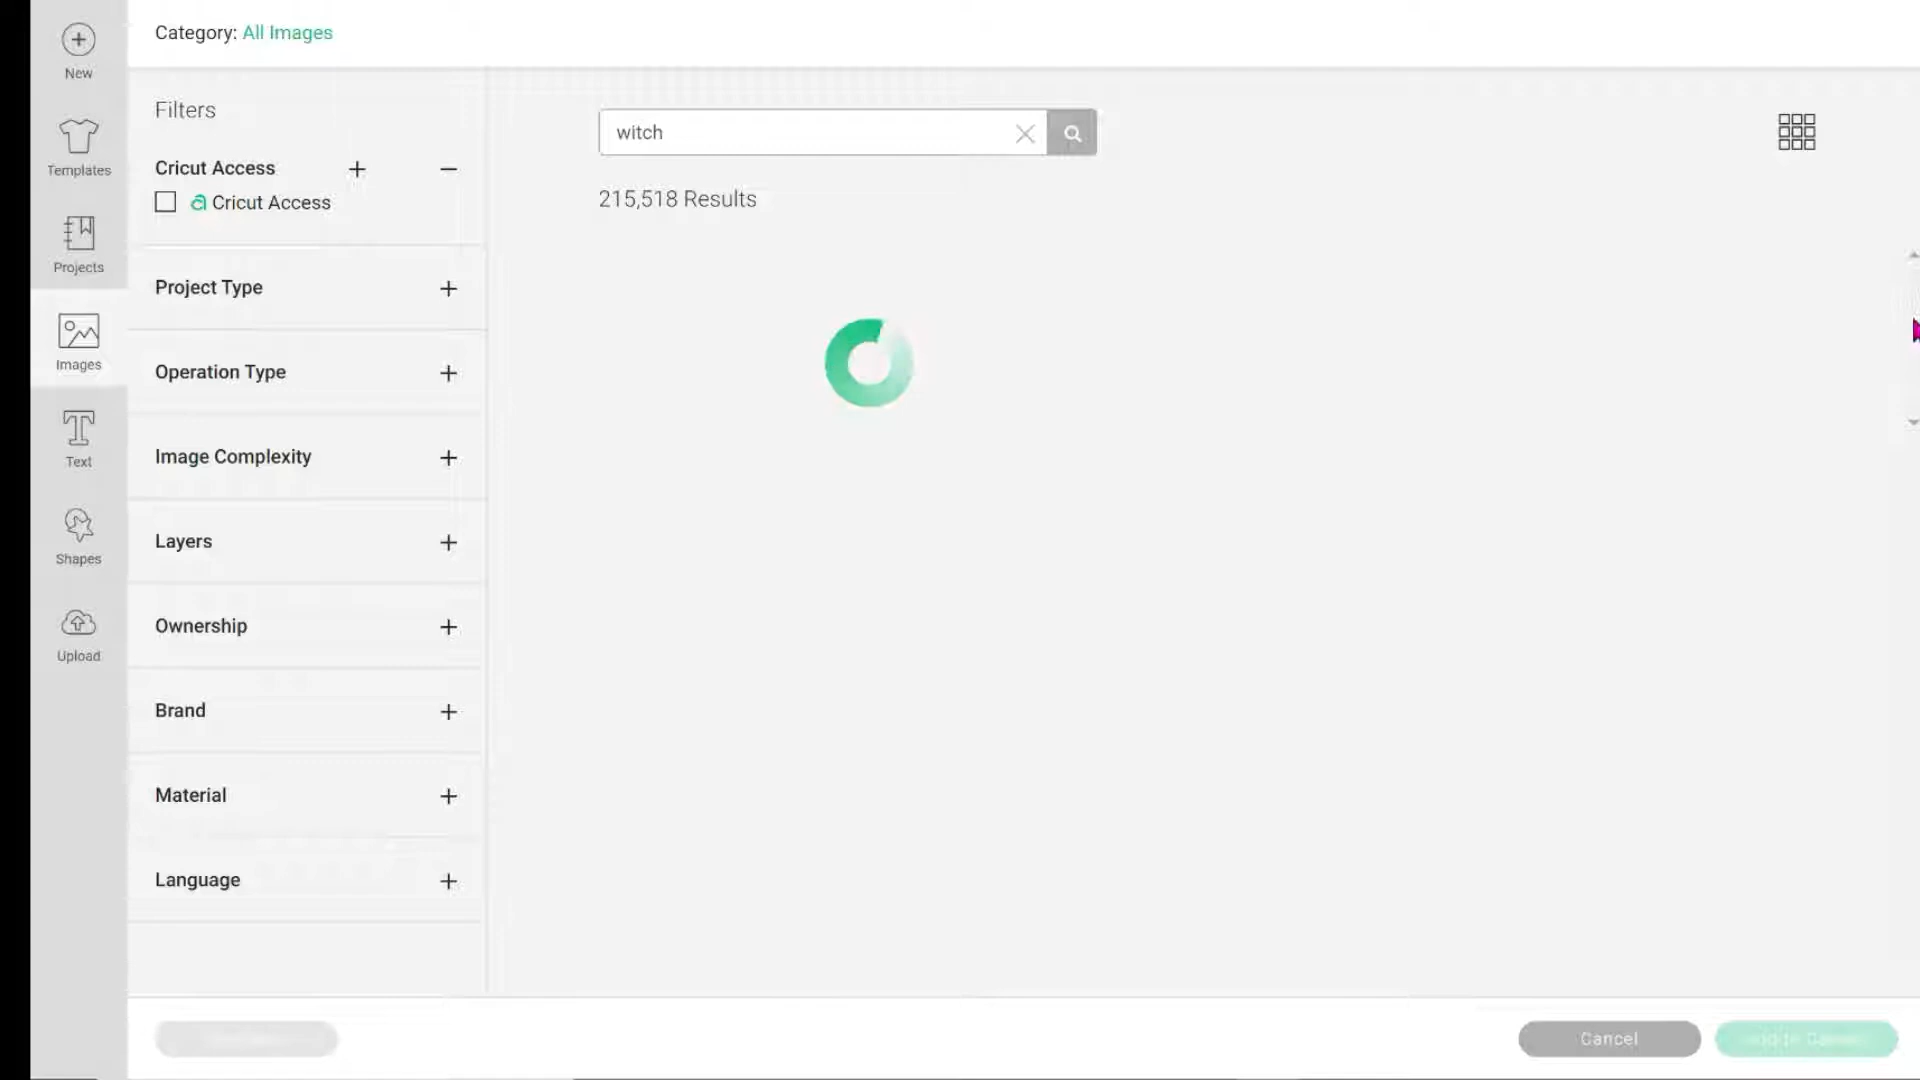 Category: All Images
New
Templates
Projects
Images
Text
Shapes
Upload
Filters
Cricut Access
Cricut Access
Project Type
Operation Type
Image Complexity
Layers
Ownership
Brand
Material
Language
witch
215,518 Results
Cancel